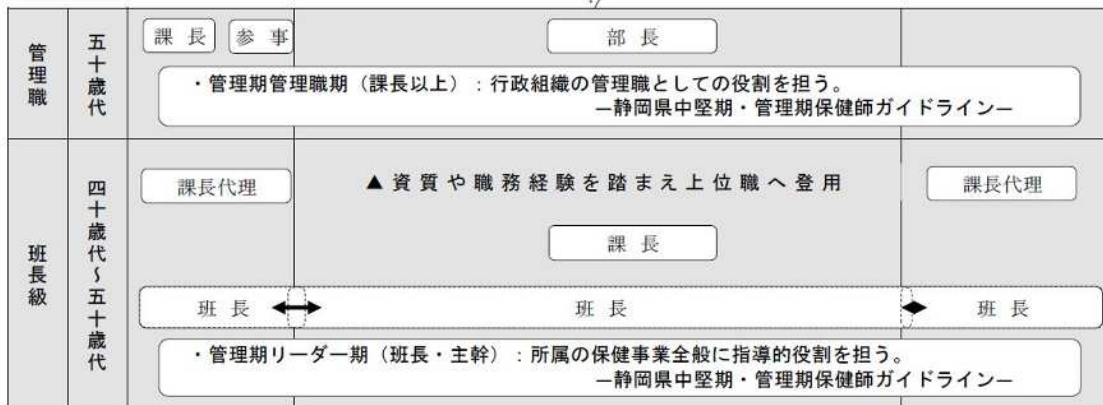 管理職
五十歳代
課 長
参 事
部 長
・管理期管理職期（課長以上）：行政組織の管理職としての役割を担う。
―静岡県中堅期・管理期保健師ガイドライン―
班長級
四十歳代～五十歳代
課長代理
▲資質や職務経験を踏まえ上位職へ登用
課長代理
課 長
班 長
班 長
班 長
・管理期リーダー期（班長・主幹）：所属の保健事業全般に指導的役割を担う。
―静岡県中堅期・管理期保健師ガイドライン―